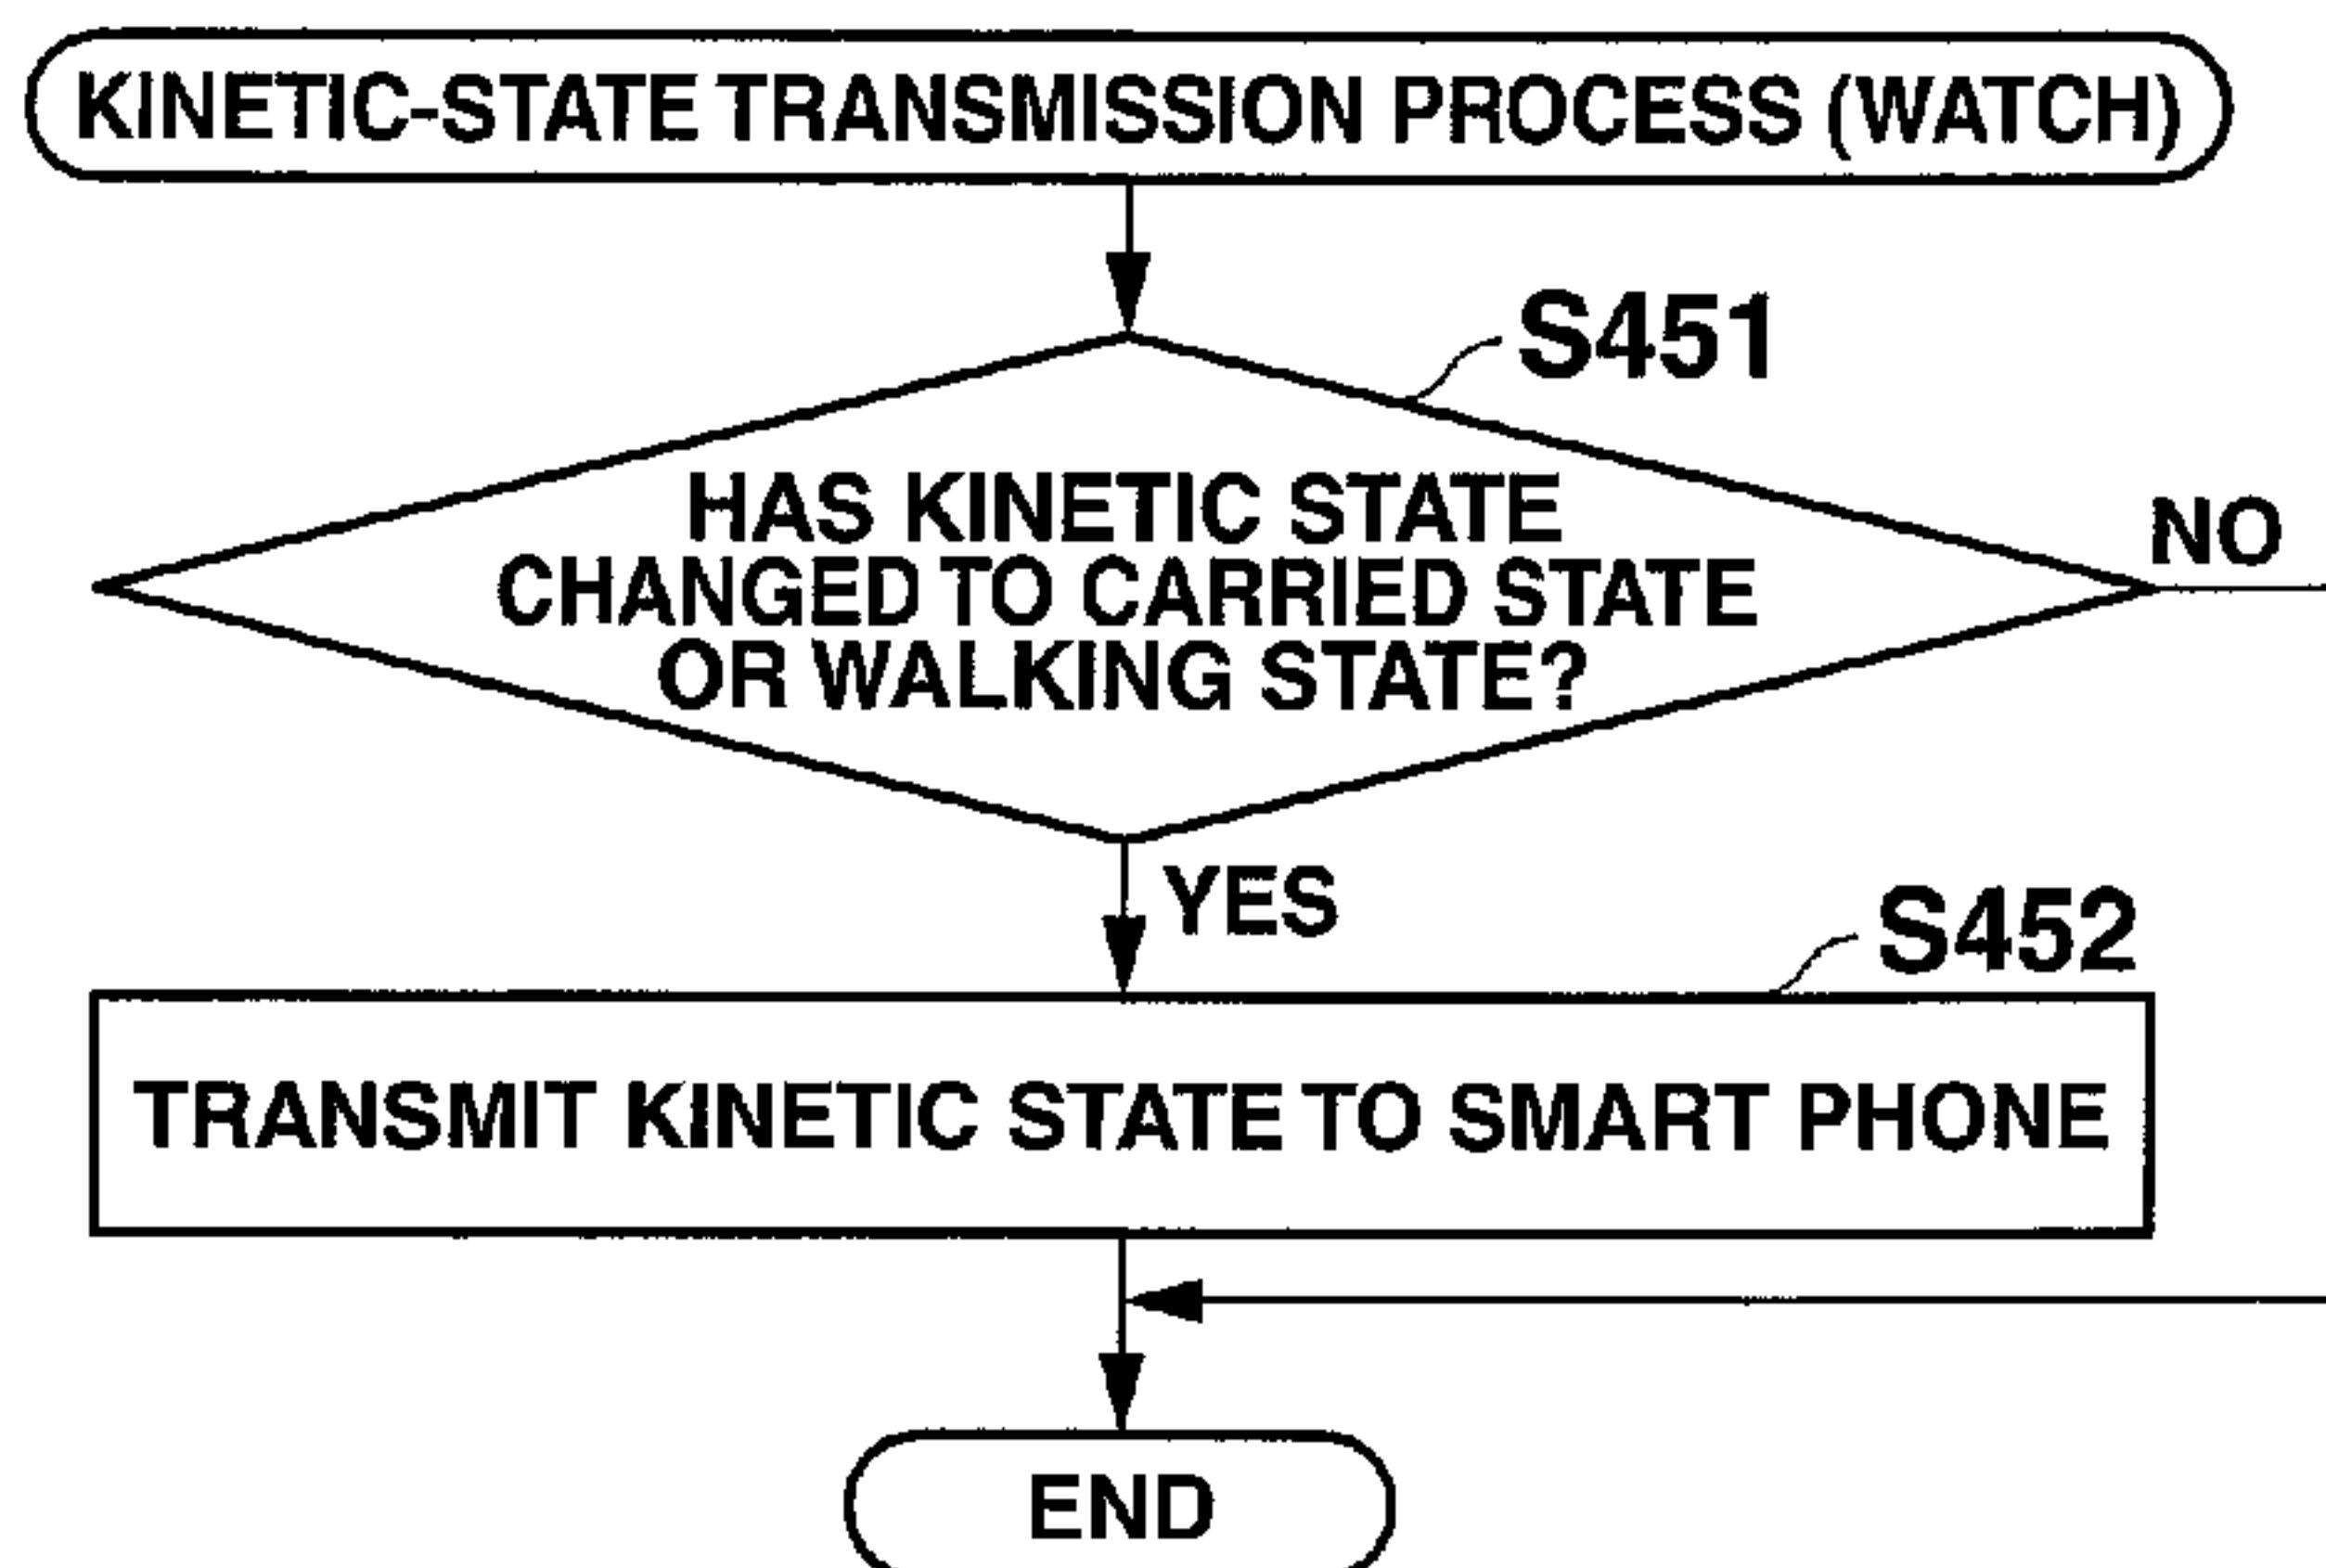 KINETIC-STATE TRANSMISSION PROCESS (WATCH)
S451
HAS KINETIC STATE
CHANGED TO CARRIED STATE
OR WALKING STATE?
NO
YES
S452
TRANSMIT KINETIC STATE TO SMART PHONE
END